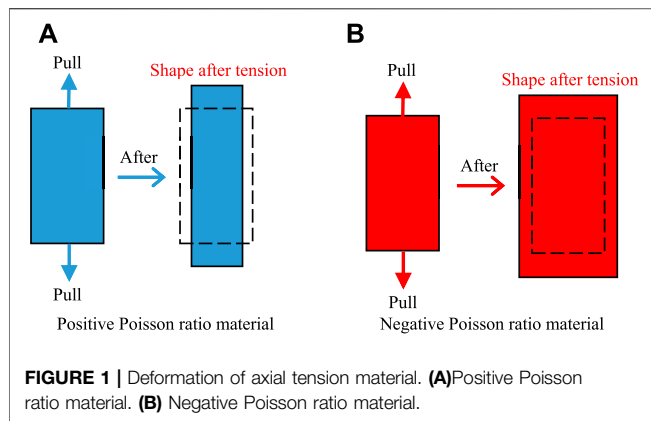 A
Pull
Shape after tension
After
Pull
Positive Poisson ratio material
B
Pull
Shape after tension
After
Pull
Negative Poisson ratio material
FIGURE 1 | Deformation of axial tension material. (A)Positive Poisson
ratio material. (B) Negative Poisson ratio material.